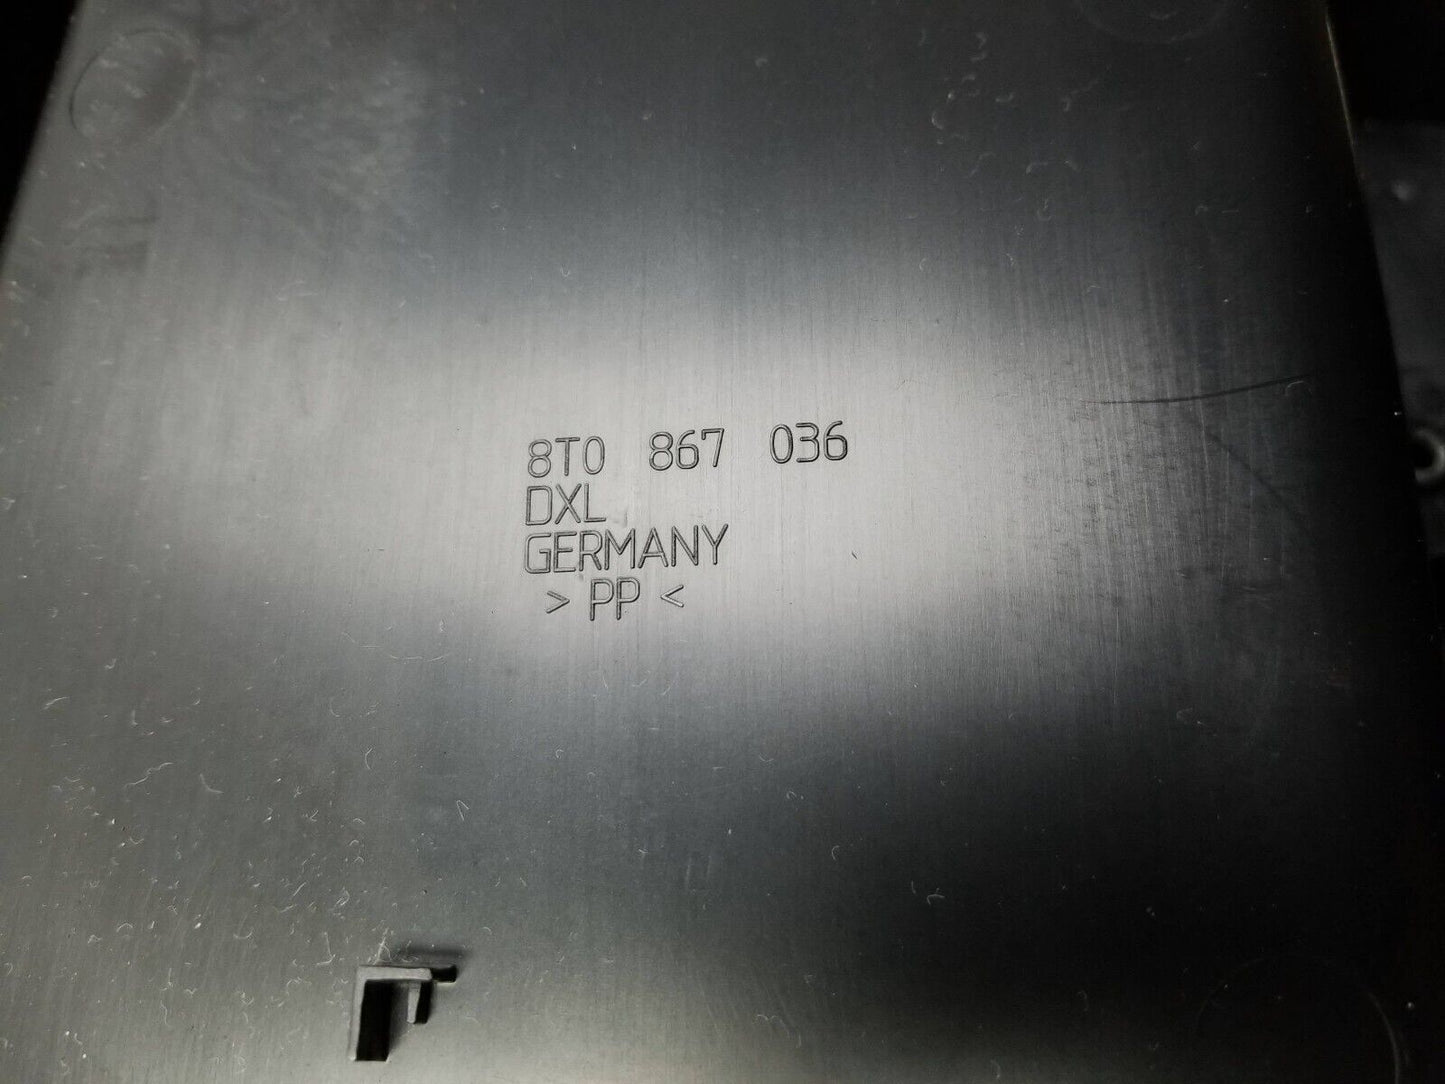 8T0 867 036
DXL
GERMANY
> PP <